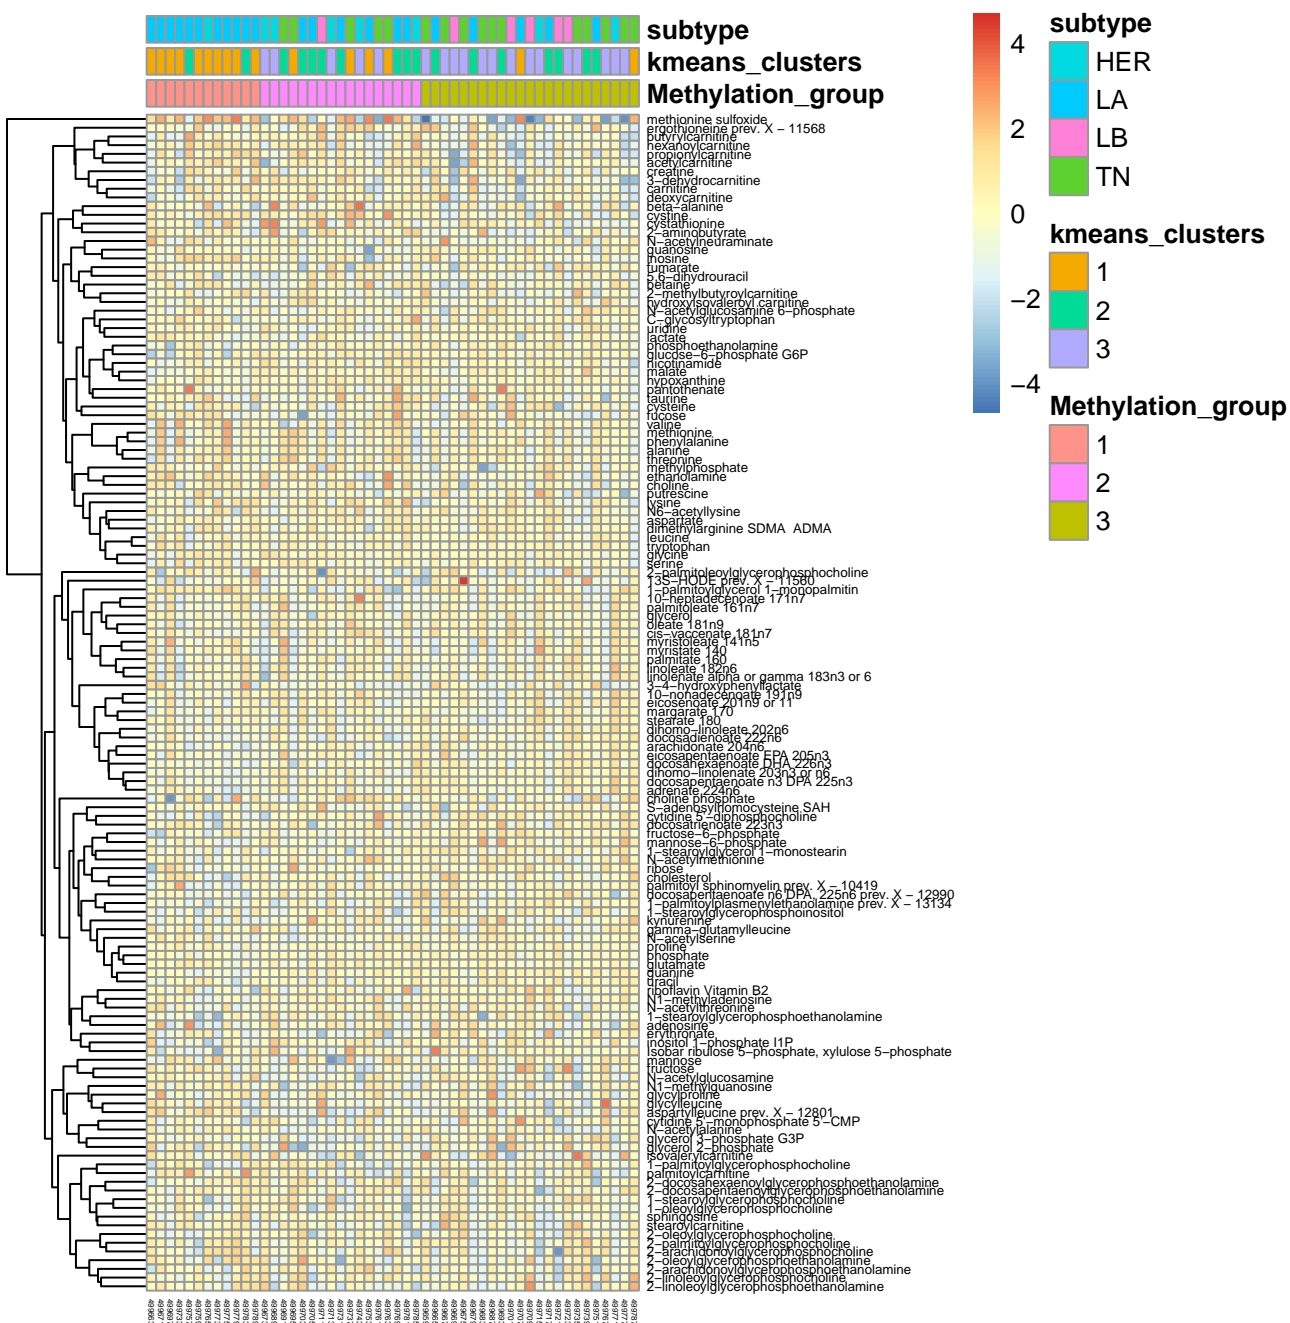 subtype
kmeans_clusters
Methylation_group
methionine sulfoxide
ergothioneine prev. X − 11568
butyrylcarnitine
hexanoylcarnitine
propionylcarnitine
acetylcarnitine
creatine
3−dehydrocarnitine
carnitine
deoxycarnitine
beta−alanine
cystine
cystathionine
2−aminobutyrate
N−acetylneuraminate
guanosine
inosine
fumarate
5,6−dihydrouracil
betaine
2−methylbutyroylcarnitine
hydroxyisovaleroyl carnitine
N−acetylglucosamine 6−phosphate
C−glycosyltryptophan
uridine
lactate
phosphoethanolamine
glucose−6−phosphate G6P
nicotinamide
malate
hypoxanthine
pantothenate
taurine
cysteine
fucose
valine
methionine
phenylalanine
alanine
threonine
methylphosphate
ethanolamine
choline
putrescine
lysine
N6−acetyllysine
aspartate
dimethylarginine SDMA  ADMA
leucine
tryptophan
glycine
serine
2−palmitoleoylglycerophosphocholine
13S−HODE prev. X − 11560
1−palmitoylglycerol 1−monopalmitin
10−heptadecenoate 171n7
palmitoleate 161n7
glycerol
oleate 181n9
cis−vaccenate 181n7
myristoleate 141n5
myristate 140
palmitate 160
linoleate 182n6
linolenate alpha or gamma 183n3 or 6
3−4−hydroxyphenyllactate
10−nonadecenoate 191n9
eicosenoate 201n9 or 11
margarate 170
stearate 180
dihomo−linoleate 202n6
docosadienoate 222n6
arachidonate 204n6
eicosapentaenoate EPA 205n3
docosahexaenoate DHA 226n3
dihomo−linolenate 203n3 or n6
docosapentaenoate n3 DPA 225n3
adrenate 224n6
choline phosphate
S−adenosylhomocysteine SAH
cytidine 5'−diphosphocholine
docosatrienoate 223n3
fructose−6−phosphate
mannose−6−phosphate
1−stearoylglycerol 1−monostearin
N−acetylmethionine
ribose
cholesterol
palmitoyl sphinomyelin prev. X − 10419
docosapentaenoate n6 DPA, 225n6 prev. X − 12990
1−palmitoylplasmenylethanolamine prev. X − 13134
1−stearoylglycerophosphoinositol
kynurenine
gamma−glutamylleucine
N−acetylserine
proline
phosphate
glutamate
guanine
uracil
riboflavin Vitamin B2
N1−methyladenosine
N−acetylthreonine
1−stearoylglycerophosphoethanolamine
adenosine
erythronate
inositol 1−phosphate I1P
Isobar ribulose 5−phosphate, xylulose 5−phosphate
mannose
fructose
N−acetylglucosamine
N1−methylguanosine
glycylproline
glycylleucine
aspartylleucine prev. X − 12801
cytidine 5'−monophosphate 5'−CMP
N−acetylalanine
glycerol 3−phosphate G3P
glycerol 2−phosphate
isovalerylcarnitine
1−palmitoylglycerophosphocholine
palmitoylcarnitine
2−docosahexaenoylglycerophosphoethanolamine
2−docosapentaenoylglycerophosphoethanolamine
1−stearoylglycerophosphocholine
1−oleoylglycerophosphocholine
sphingosine
stearoylcarnitine
2−oleoylglycerophosphocholine
2−palmitoylglycerophosphocholine
2−arachidonoylglycerophosphocholine
2−oleoylglycerophosphoethanolamine
2−arachidonoylglycerophosphoethanolamine
2−linoleoylglycerophosphocholine
2−linoleoylglycerophosphoethanolamine
4
2
0
−2
−4
subtype
HER
LA
LB
TN
kmeans_clusters
1
2
3
Methylation_group
1
2
3